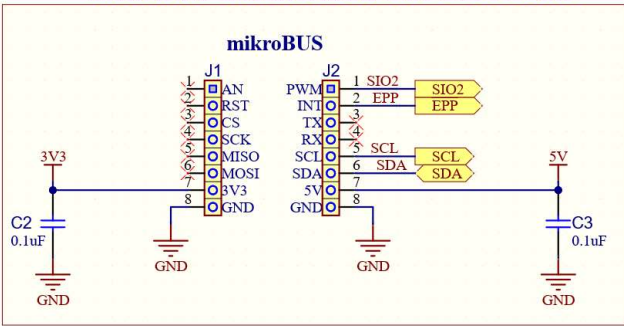 mikroBUS
J1
1 AN
2 RST
3 CS
4 SCK
5 MISO
6 MOSI
7 3V3
8 GND
J2
PWM 1 SIO2 SIO2
INT 2 EPP EPP
TX 3
RX 4
SCL 5 SCL SCL
SDA 6 SDA SDA
5V 7
GND 8
3V3
C2
0.1uF
GND
GND
GND
5V
C3
0.1uF
GND